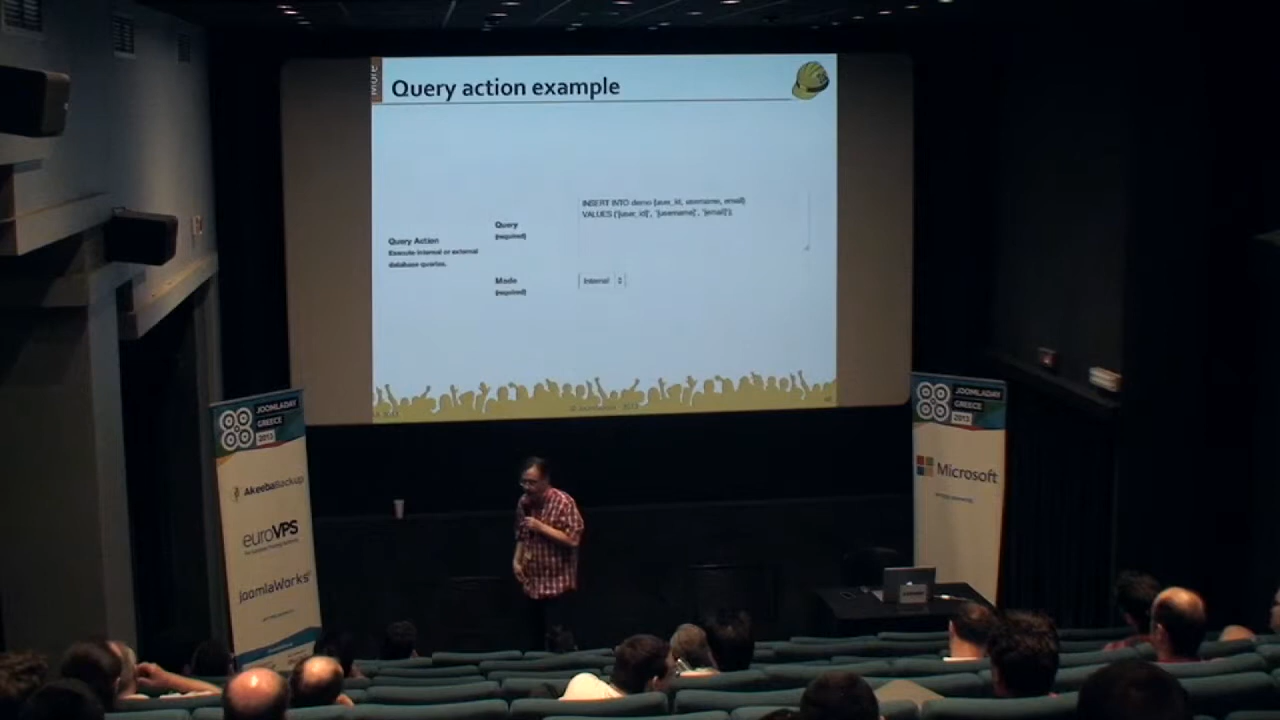 More
Query action example
INSERT INTO demo (user_id, username, email)
VALUES ('[user_id]', '[username]', '[email]');
Query
(required)
Query Action
Execute internal or external
database queries.
Mode
(required)
Internal
JOOMLADAY
GREECE
2013
AkeebaBackup
euroVPS
JoomlaWorks
JOOMLADAY
GREECE
2013
Microsoft